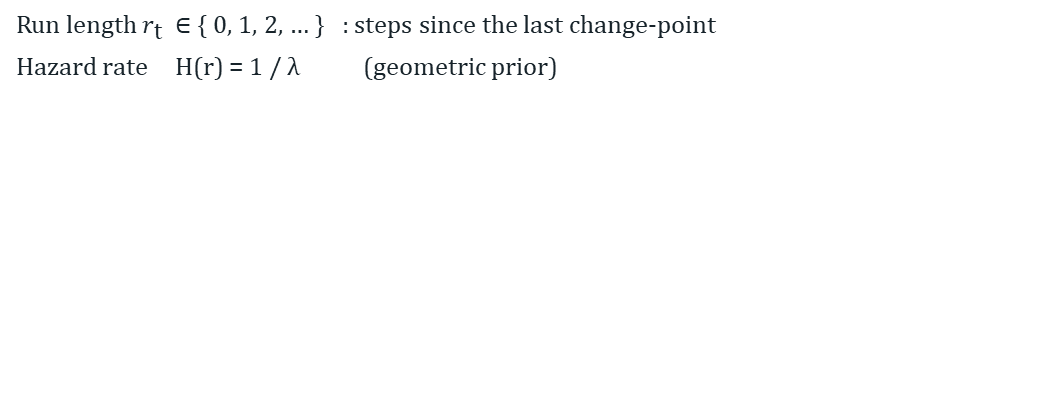 Run length rt ∈ { 0, 1, 2, ... } : steps since the last change-point
Hazard rate H(r) = 1 / λ (geometric prior)